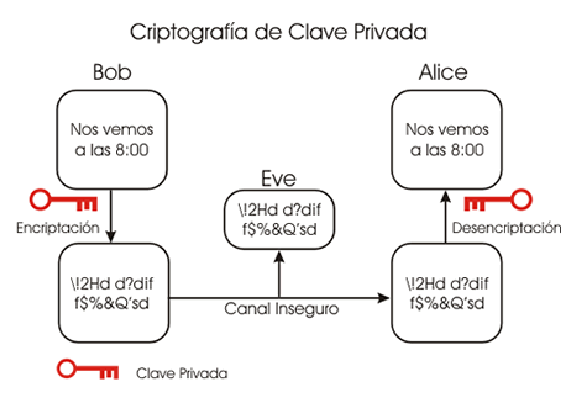 Criptografía de Clave Privada
Bob
Alice
Nos vemos
a las 8:00
Nos vemos
a las 8:00
Eve
\!2Hd d?dif
f$%&Q'sd
Encriptación
Desencriptación
\!2Hd d?dif
f$%&Q'sd
\!2Hd d?dif
f$%&Q'sd
Canal Inseguro
Clave Privada